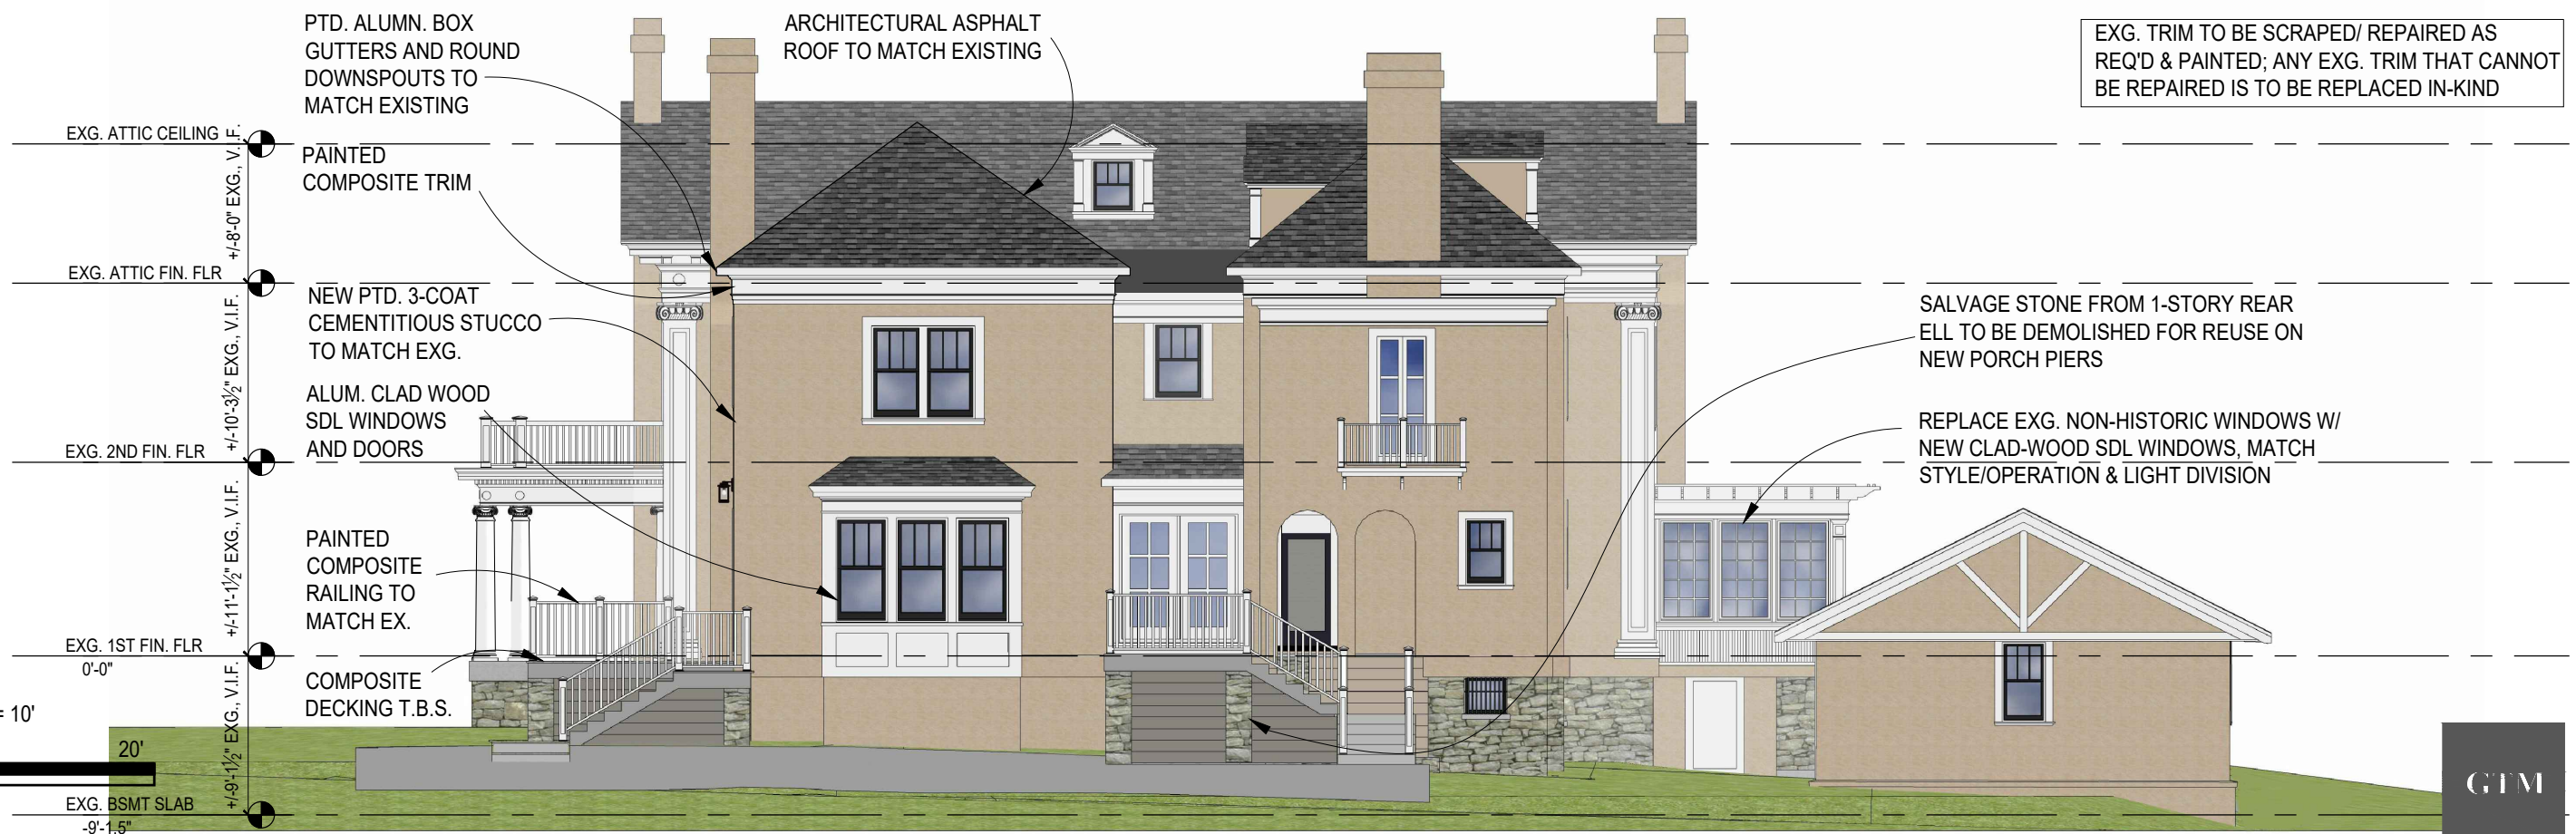 PTD. ALUMN. BOX
GUTTERS AND ROUND
DOWNSPOUTS TO
MATCH EXISTING
ARCHITECTURAL ASPHALT
ROOF TO MATCH EXISTING
EXG. TRIM TO BE SCRAPED/ REPAIRED AS
REQ'D & PAINTED; ANY EXG. TRIM THAT CANNOT
BE REPAIRED IS TO BE REPLACED IN-KIND
EXG. ATTIC CEILING
+/-8'-0" EXG., V.I.F.
PAINTED
COMPOSITE TRIM
EXG. ATTIC FIN. FLR
+/-10'-3½" EXG., V.I.F.
NEW PTD. 3-COAT
CEMENTITIOUS STUCCO
TO MATCH EXG.
ALUM. CLAD WOOD
SDL WINDOWS
AND DOORS
EXG. 2ND FIN. FLR
+/-11'-1½" EXG., V.I.F.
PAINTED
COMPOSITE
RAILING TO
MATCH EX.
EXG. 1ST FIN. FLR
0'-0"
COMPOSITE
DECKING T.B.S.
+/-9'-1½" EXG., V.I.F.
= 10'
20'
EXG. BSMT SLAB
-9'-1.5"
SALVAGE STONE FROM 1-STORY REAR
ELL TO BE DEMOLISHED FOR REUSE ON
NEW PORCH PIERS
REPLACE EXG. NON-HISTORIC WINDOWS W/
NEW CLAD-WOOD SDL WINDOWS, MATCH
STYLE/OPERATION & LIGHT DIVISION
GTM